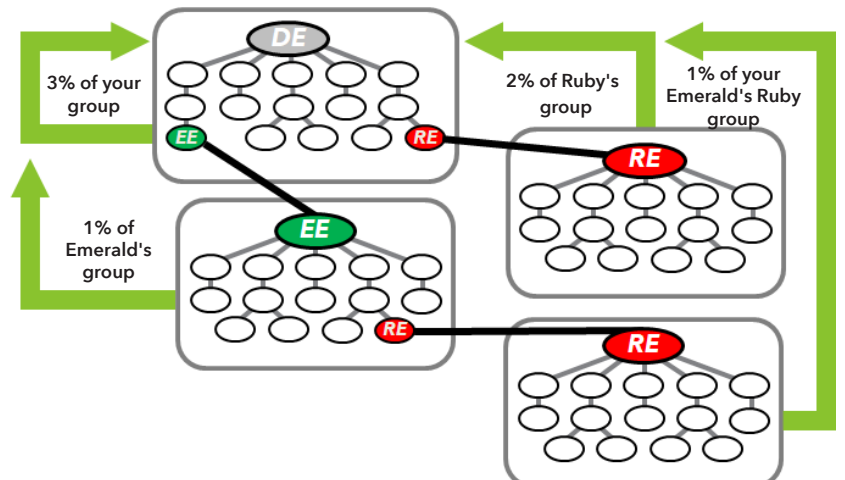 DE
3% of your
group
2% of Ruby's
group
1% of your
Emerald's Ruby
group
EE
RE
RE
1% of
Emerald's
group
EE
RE
RE